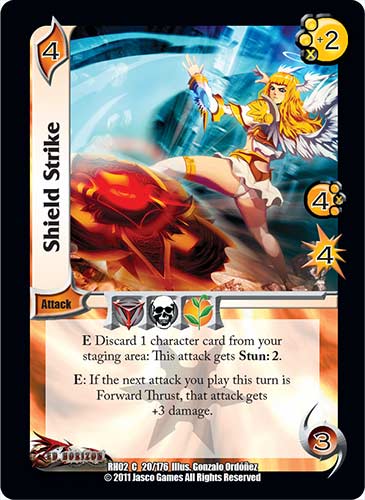 4
+2
Shield Strike
4
4
Attack
E Discard 1 character card from your
staging area: This attack gets Stun: 2.
E: If the next attack you play this turn is
Forward Thrust, that attack gets
+3 damage.
3
RED HORIZON
RH02 C 20/176 Illus. Gonzalo Ordóñez
© 2011 Jasco Games All Rights Reserved